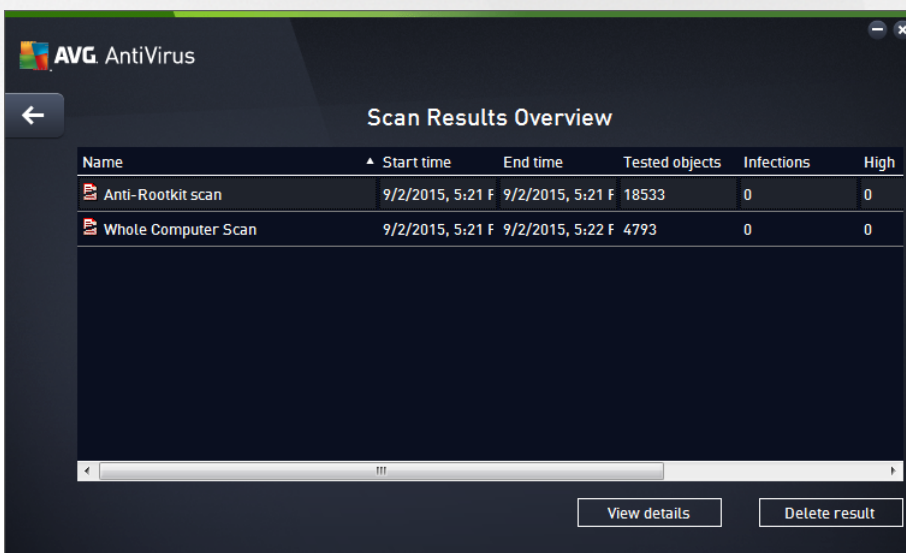 AVG. AntiVirus
Scan Results Overview
Name Start time End time Tested objects Infections High
Anti-Rootkit scan 9/2/2015, 5:21 F 9/2/2015, 5:21 F 18533 0 0
Whole Computer Scan 9/2/2015, 5:21 F 9/2/2015, 5:22 F 4793 0 0
View details Delete result